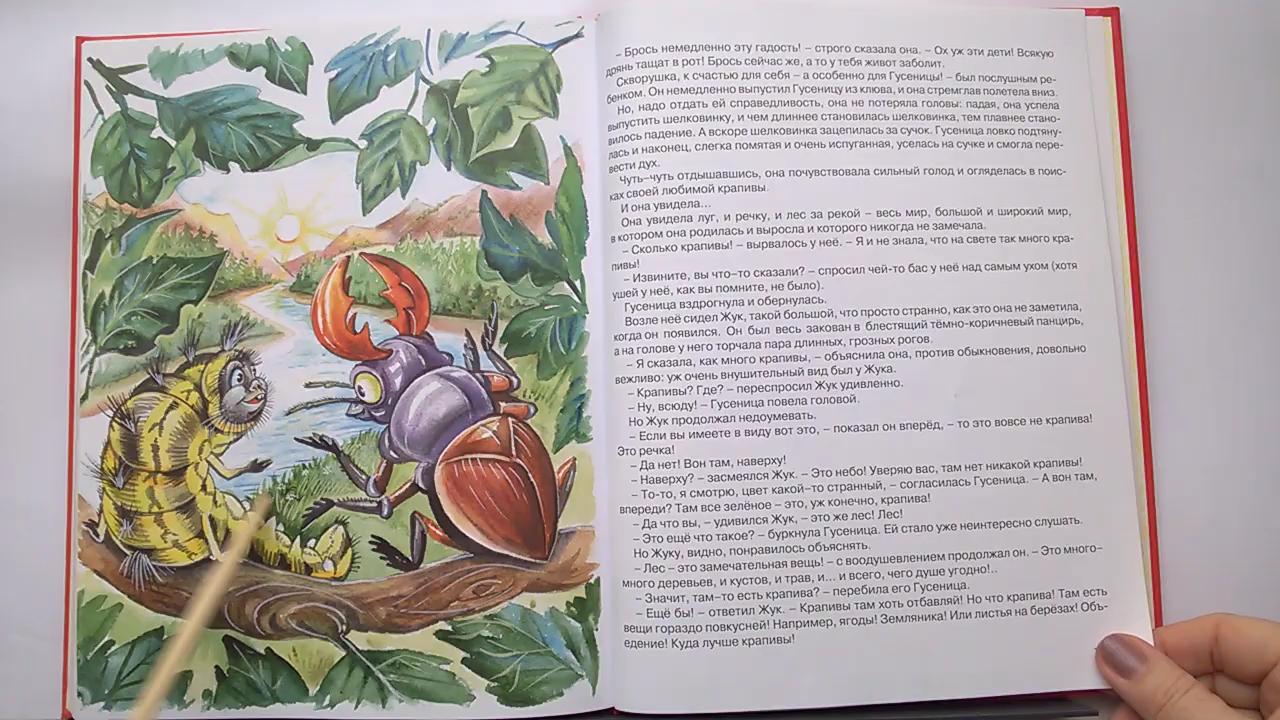 – Брось немедленно эту гадость! – строго сказала она. – Ох уж эти дети! Всякую
дрянь тащат в рот! Брось сейчас же, а то у тебя живот заболит.
Скворушка, к счастью для себя – а особенно для Гусеницы! – был послушным ре-
бенком. Он немедленно выпустил Гусеницу из клюва, и она стремглав полетела вниз.
Но, надо отдать ей справедливость, она не потеряла головы: падая, она успела
выпустить шелковинку, и чем длиннее становилась шелковинка, тем плавнее стано-
вилось падение. А вскоре шелковинка зацепилась за сучок. Гусеница ловко подтяну-
лась и наконец, слегка помятая и очень испуганная, уселась на сучке и смогла пере-
вести дух.
Чуть–чуть отдышавшись, она почувствовала сильный голод и огляделась в поис-
ках своей любимой крапивы.
И она увидела...
Она увидела луг, и речку, и лес за рекой – весь мир, большой и широкий мир,
в котором она родилась и выросла и которого никогда не замечала.
– Сколько крапивы! – вырвалось у неё. – Я и не знала, что на свете так много кра-
пивы!
– Извините, вы что–то сказали? – спросил чей-то бас у неё над самым ухом (хотя
ушей у неё, как вы помните, не было).
Гусеница вздрогнула и обернулась.
Возле неё сидел Жук, такой большой, что просто странно, как это она не заметила,
когда он появился. Он был весь закован в блестящий тёмно-коричневый панцирь,
а на голове у него торчала пара длинных, грозных рогов.
– Я сказала, как много крапивы, – объяснила она, против обыкновения, довольно
вежливо: уж очень внушительный вид был у Жука.
– Крапивы? Где? – переспросил Жук удивленно.
– Ну, всюду! – Гусеница повела головой.
Но Жук продолжал недоумевать.
– Если вы имеете в виду вот это, – показал он вперёд, – то это вовсе не крапива!
Это речка!
– Да нет! Вон там, наверху!
– Наверху? – засмеялся Жук. – Это небо! Уверяю вас, там нет никакой крапивы!
– То-то, я смотрю, цвет какой–то странный, – согласилась Гусеница. – А вон там,
впереди? Там все зелёное – это, уж конечно, крапива!
– Да что вы, – удивился Жук, – это же лес! Лес!
– Это ещё что такое? – буркнула Гусеница. Ей стало уже неинтересно слушать.
Но Жуку, видно, понравилось объяснять.
– Лес – это замечательная вещь! – с воодушевлением продолжал он. – Это много–
много деревьев, и кустов, и трав, и... и всего, чего душе угодно!..
– Значит, там–то есть крапива? – перебила его Гусеница.
– Ещё бы! – ответил Жук. – Крапивы там хоть отбавляй! Но что крапива! Там есть
вещи гораздо повкусней! Например, ягоды! Земляника! Или листья на берёзах! Объ-
едение! Куда лучше крапивы!